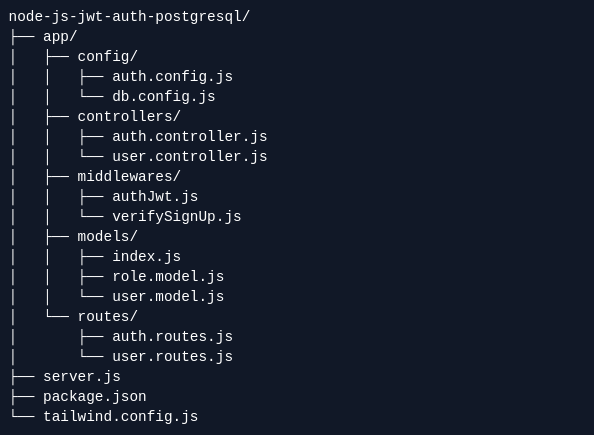 node-js-jwt-auth-postgresql/
├── app/
│   ├── config/
│   │   ├── auth.config.js
│   │   └── db.config.js
│   ├── controllers/
│   │   ├── auth.controller.js
│   │   └── user.controller.js
│   ├── middlewares/
│   │   ├── authJwt.js
│   │   └── verifySignUp.js
│   ├── models/
│   │   ├── index.js
│   │   ├── role.model.js
│   │   └── user.model.js
│   └── routes/
│       ├── auth.routes.js
│       └── user.routes.js
├── server.js
├── package.json
└── tailwind.config.js